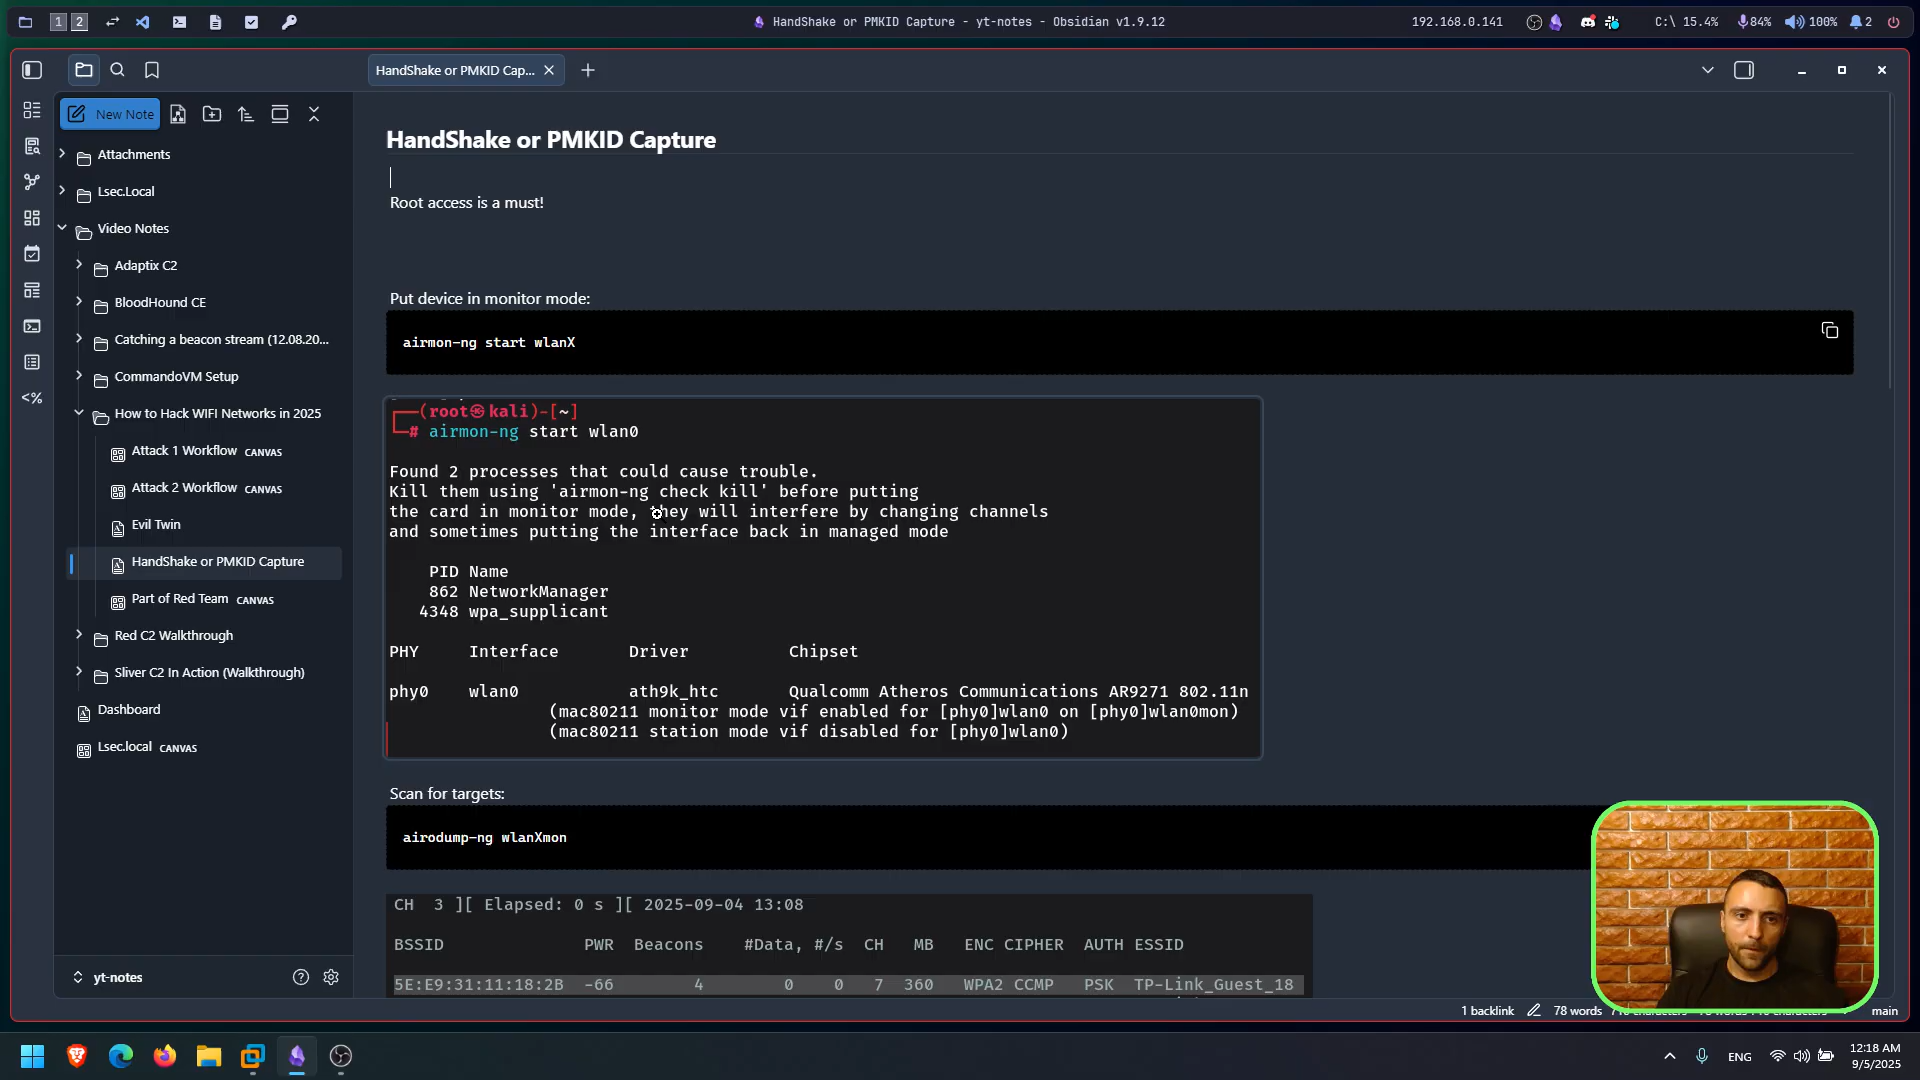 1 2
HandShake or PMKID Capture - yt-notes - Obsidian v1.9.12
192.168.0.141
C:\ 15.4%
84%
100%
2
HandShake or PMKID Cap...
New Note
Attachments
Lsec.Local
Video Notes
Adaptix C2
BloodHound CE
Catching a beacon stream (12.08.20...
CommandoVM Setup
How to Hack WIFI Networks in 2025
Attack 1 Workflow CANVAS
Attack 2 Workflow CANVAS
Evil Twin
HandShake or PMKID Capture
Part of Red Team CANVAS
Red C2 Walkthrough
Sliver C2 In Action (Walkthrough)
Dashboard
Lsec.local CANVAS
yt-notes
<%
HandShake or PMKID Capture
Root access is a must!
Put device in monitor mode:
airmon-ng start wlanX
(root㉿kali)-[~]
# airmon-ng start wlan0
Found 2 processes that could cause trouble.
Kill them using 'airmon-ng check kill' before putting
the card in monitor mode, they will interfere by changing channels
and sometimes putting the interface back in managed mode
PID Name
862 NetworkManager
4348 wpa_supplicant
PHY Interface Driver Chipset
phy0 wlan0 ath9k_htc Qualcomm Atheros Communications AR9271 802.11n
(mac80211 monitor mode vif enabled for [phy0]wlan0 on [phy0]wlan0mon)
(mac80211 station mode vif disabled for [phy0]wlan0)
Scan for targets:
airodump-ng wlanXmon
CH 3 ][ Elapsed: 0 s ][ 2025-09-04 13:08
BSSID PWR Beacons #Data, #/s CH MB ENC CIPHER AUTH ESSID
5E:E9:31:11:18:2B -66 4 0 0 7 360 WPA2 CCMP PSK TP-Link_Guest_18
1 backlink
78 words
main
ENG
12:18 AM
9/5/2025